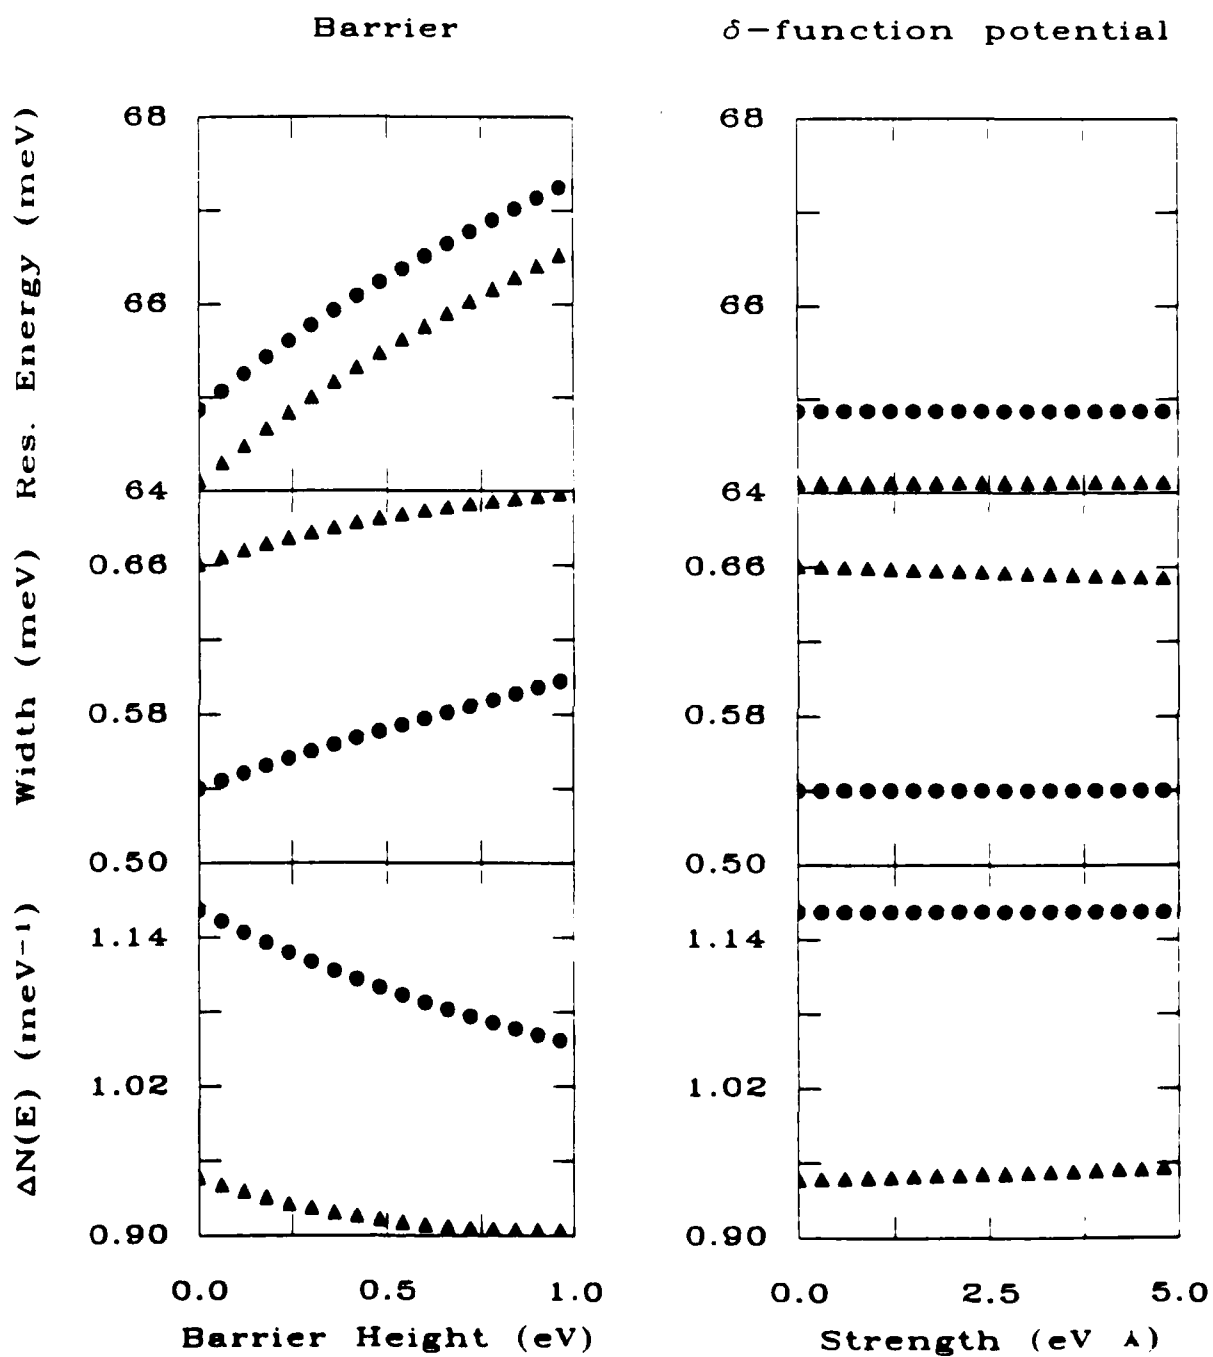 Barrier
δ-function potential
Res. Energy (meV)
68
66
64
68
66
64
Width (meV)
0.66
0.58
0.50
0.66
0.58
0.50
ΔN(E) (meV⁻¹)
1.14
1.02
0.90
1.14
1.02
0.90
0.0 0.5 1.0
0.0 2.5 5.0
Barrier Height (eV)
Strength (eV Å)